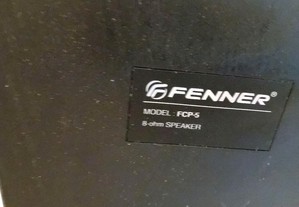 FENNER®
MODEL : FCP-5
8-ohm SPEAKER